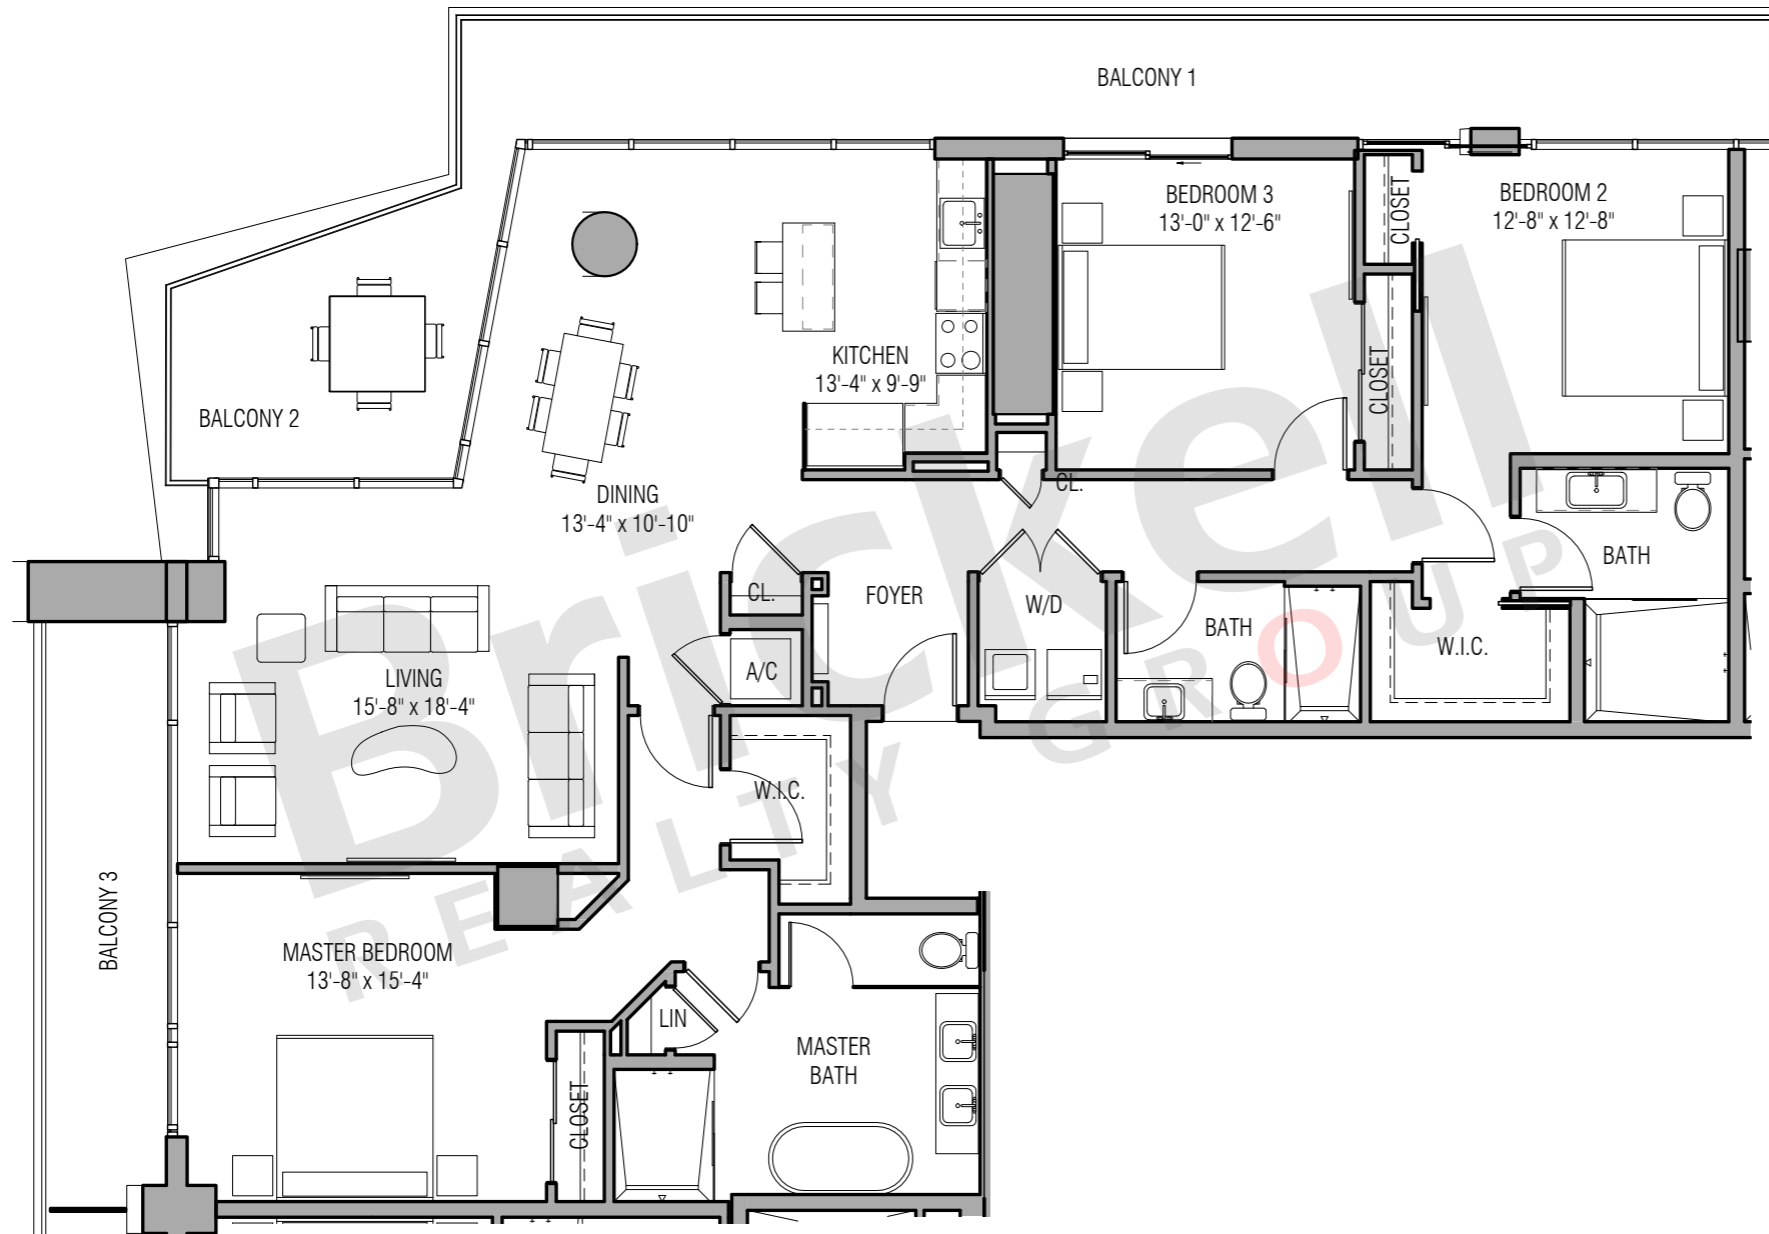 BALCONY 1
BEDROOM 3
13'-0" x 12'-6"
CLOSET
BEDROOM 2
12'-8" x 12'-8"
KITCHEN
13'-4" x 9'-9"
CLOSET
BALCONY 2
DINING
13'-4" x 10'-10"
CL.
BATH
CL.
FOYER
W/D
BATH
W.I.C.
A/C
LIVING
15'-8" x 18'-4"
W.I.C.
BALCONY 3
MASTER BEDROOM
13'-8" x 15'-4"
LIN
MASTER
BATH
CLOSET
Brickell
REALTY GROUP